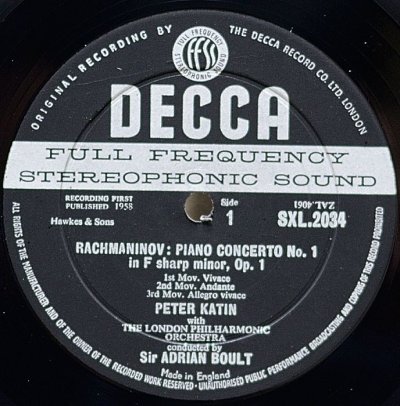 ORIGINAL RECORDING BY
FULL FREQUENCY
ffss
STEREOPHONIC SOUND
THE DECCA RECORD CO. LTD. LONDON
DECCA
FULL FREQUENCY
STEREOPHONIC SOUND
RECORDING FIRST
PUBLISHED 1958
Side
1
ZAL.4061
SXL.2034
Hawkes & Sons
RACHMANINOV: PIANO CONCERTO No. 1
in F sharp minor, Op. 1
1st Mov. Vivace
2nd Mov. Andante
3rd Mov. Allegro vivace
PETER KATIN
with
THE LONDON PHILHARMONIC
ORCHESTRA
conducted by
Sir ADRIAN BOULT
Made in England
ALL RIGHTS OF THE MANUFACTURER AND OF THE OWNER OF THE RECORDED WORK RESERVED · UNAUTHORISED PUBLIC PERFORMANCE BROADCASTING AND COPYING OF THIS RECORD PROHIBITED